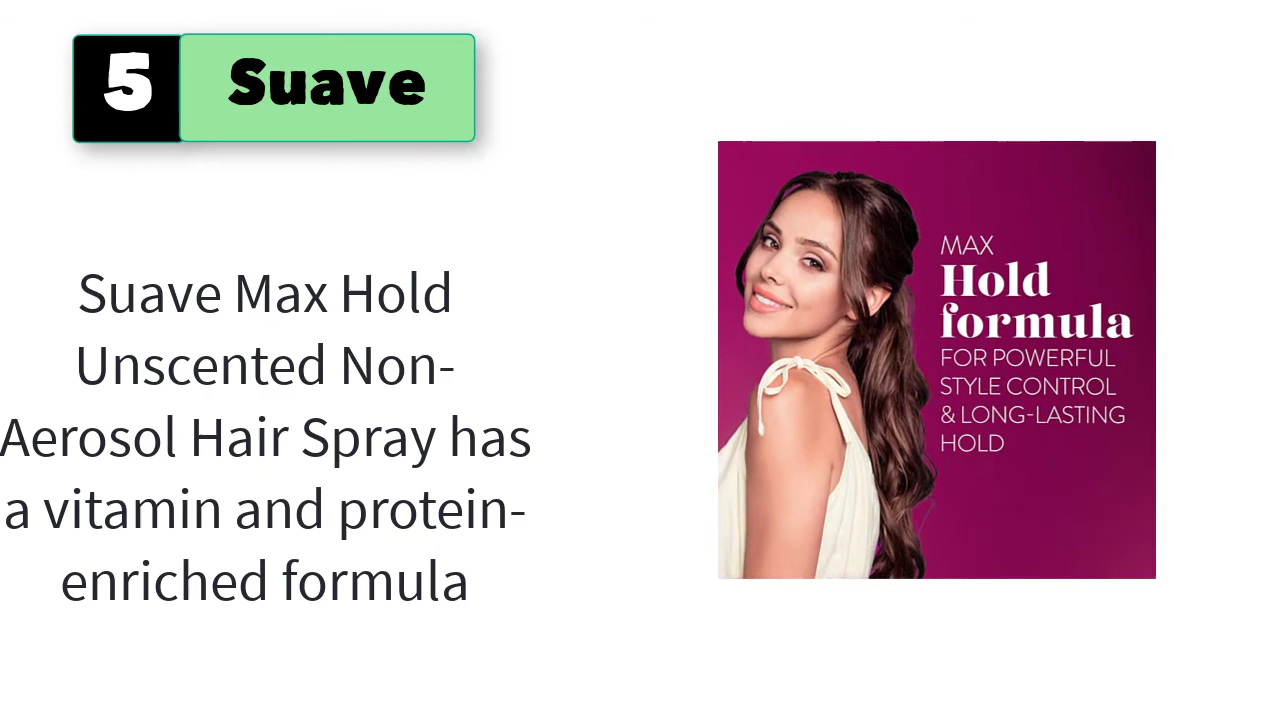 5 Suave
Suave Max Hold
Unscented Non-
Aerosol Hair Spray has
a vitamin and protein-
enriched formula
MAX
Hold
formula
FOR POWERFUL
STYLE CONTROL
& LONG-LASTING
HOLD